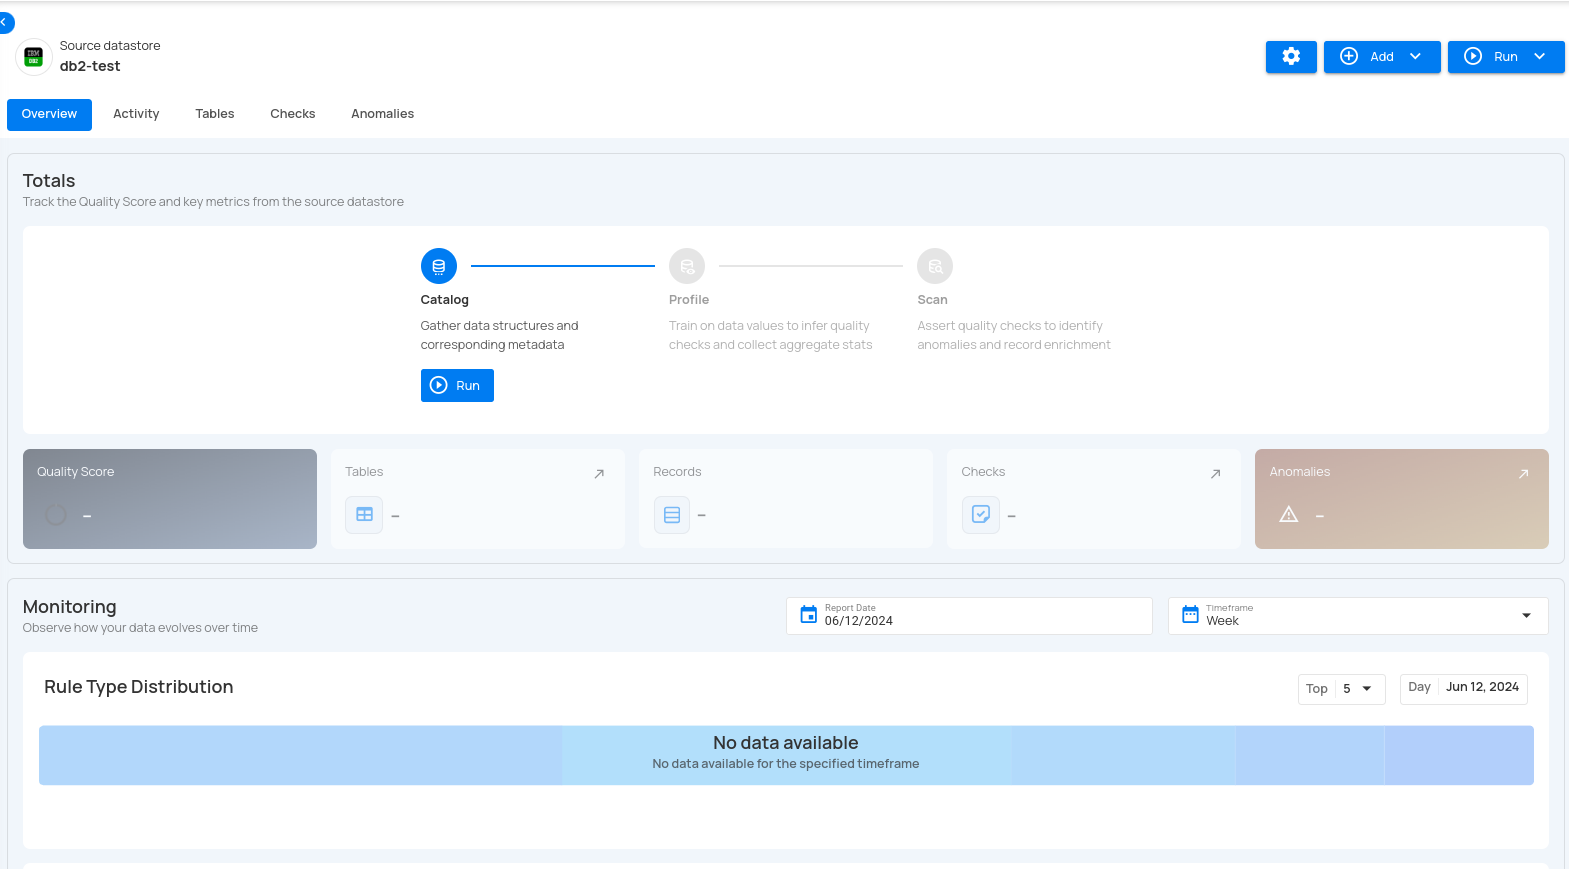 IBM
DB2
Source datastore
db2-test
Add
Run
Overview
Activity
Tables
Checks
Anomalies
Totals
Track the Quality Score and key metrics from the source datastore
Catalog
Gather data structures and
corresponding metadata
Run
Profile
Train on data values to infer quality
checks and collect aggregate stats
Scan
Assert quality checks to identify
anomalies and record enrichment
Quality Score
–
Tables
–
Records
–
Checks
–
Anomalies
–
Monitoring
Observe how your data evolves over time
Report Date
06/12/2024
Timeframe
Week
Rule Type Distribution
Top 5
Day Jun 12, 2024
No data available
No data available for the specified timeframe